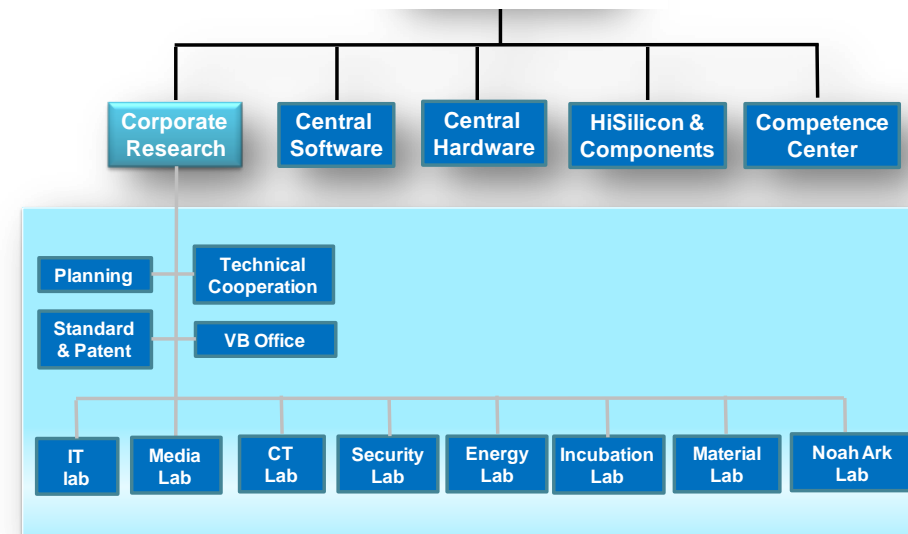 Corporate
Research
Central
Software
Central
Hardware
HiSilicon &
Components
Competence
Center
Planning
Technical
Cooperation
Standard
& Patent
VB Office
IT
lab
Media
Lab
CT
Lab
Security
Lab
Energy
Lab
Incubation
Lab
Material
Lab
Noah Ark
Lab